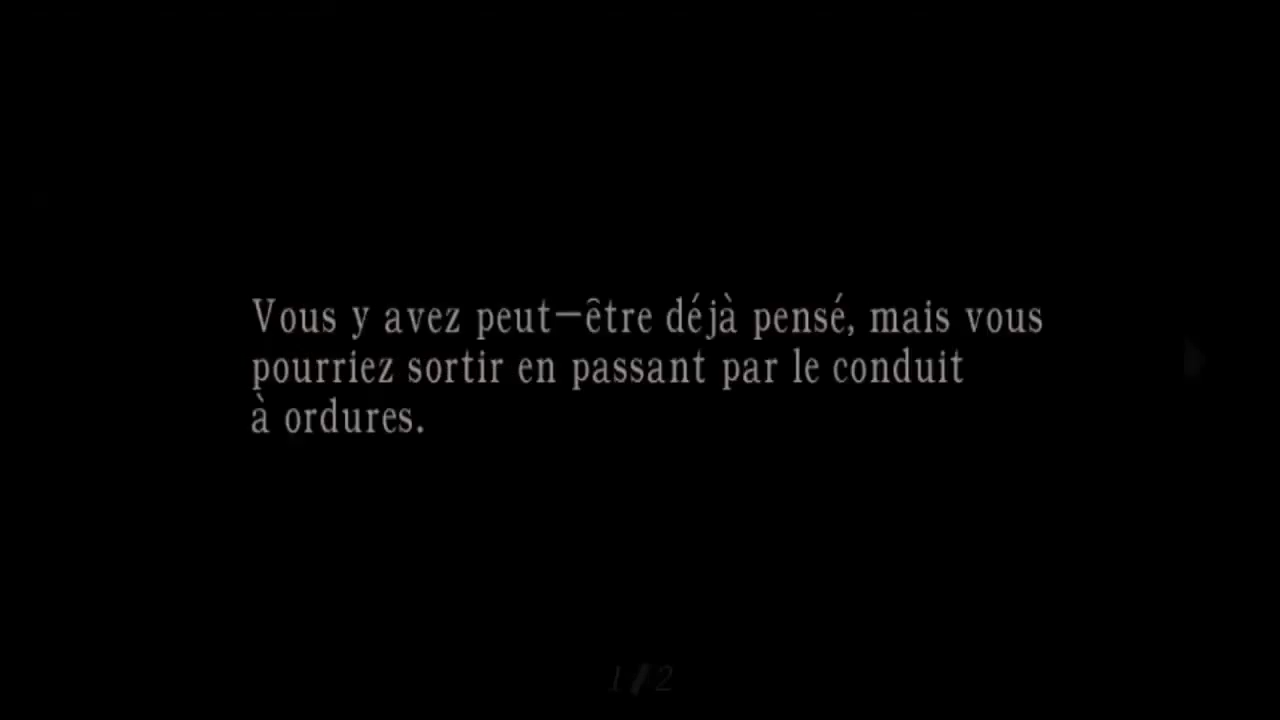 Vous y avez peut—être déjà pensé, mais vous
pourriez sortir en passant par le conduit
à ordures.
1/2